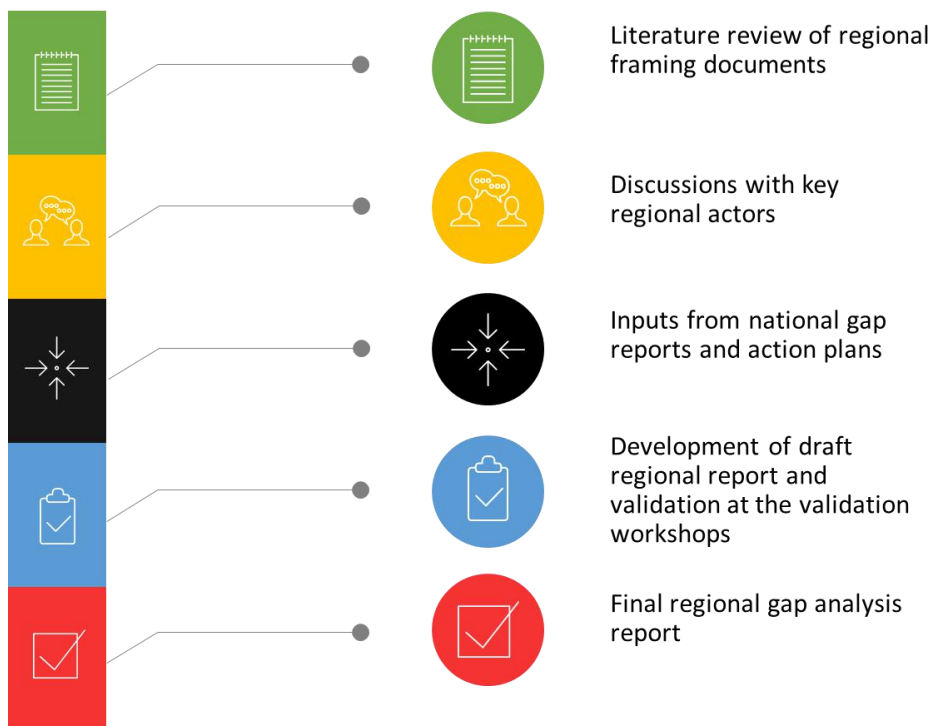 Literature review of regional
framing documents
Discussions with key
regional actors
Inputs from national gap
reports and action plans
Development of draft
regional report and
validation at the validation
workshops
Final regional gap analysis
report